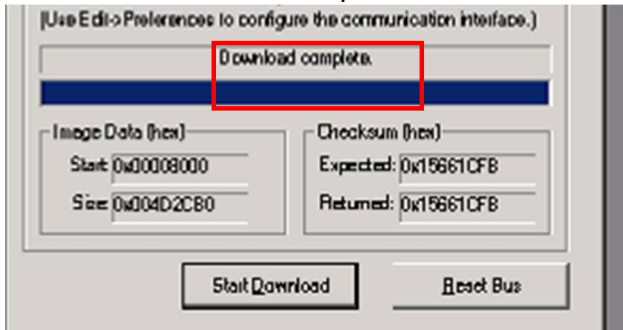 (Use Edit->Preferences to configure the communication interface.)
Download complete.
Image Data (hex)
Start: 0x00008000
Size: 0x004D2CB0
Checksum (hex)
Expected: 0x15661CFB
Returned: 0x15661CFB
Start Download
Reset Bus